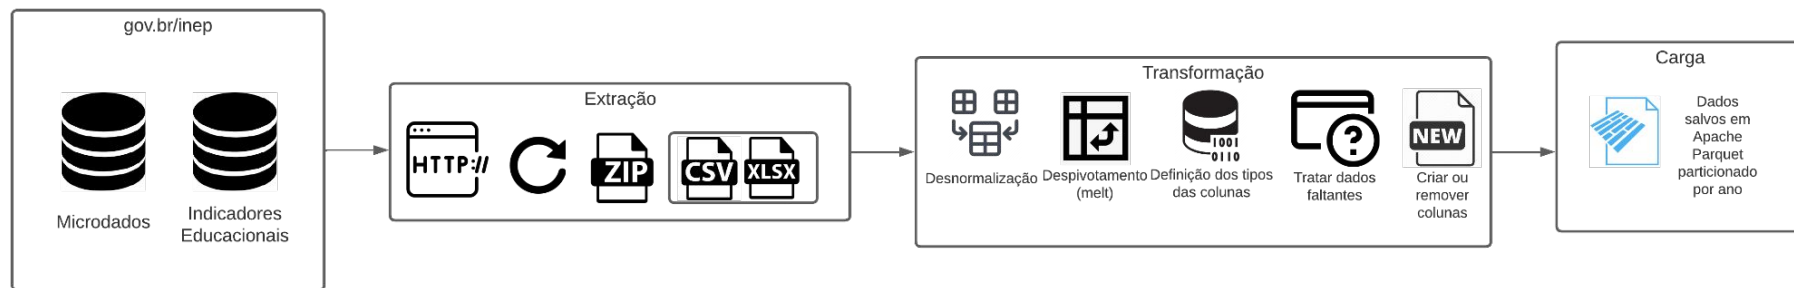 gov.br/inep
Microdados
Indicadores
Educacionais
Extração
HTTP://
ZIP
CSV
XLSX
Transformação
Desnormalização
Despivotamento
(melt)
1001
0110
Definição dos tipos
das colunas
?
Tratar dados
faltantes
NEW
Criar ou
remover
colunas
Carga
Dados
salvos em
Apache
Parquet
particionado
por ano